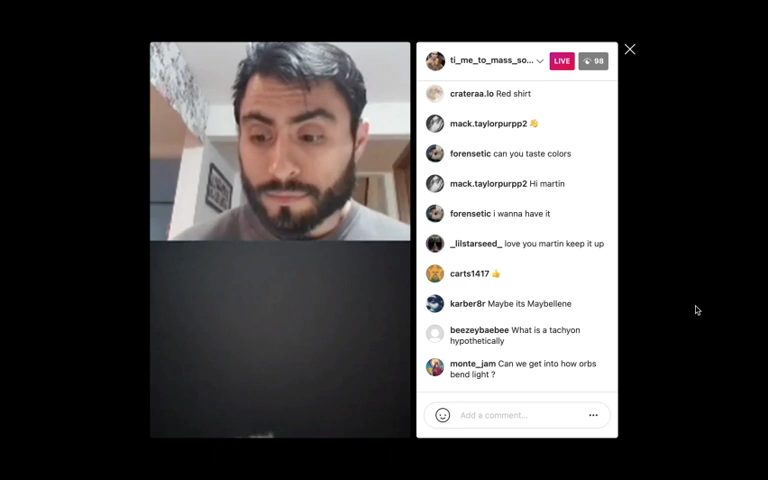 ti_me_to_mass_so...
LIVE
98
crateraa.lo Red shirt
mack.taylorpurpp2 👋
forensetic can you taste colors
mack.taylorpurpp2 Hi martin
forensetic i wanna have it
_lilstarseed_ love you martin keep it up
carts1417 👍
karber8r Maybe its Maybellene
beezeybaebee What is a tachyon
hypothetically
monte_jam Can we get into how orbs
bend light ?
Add a comment...